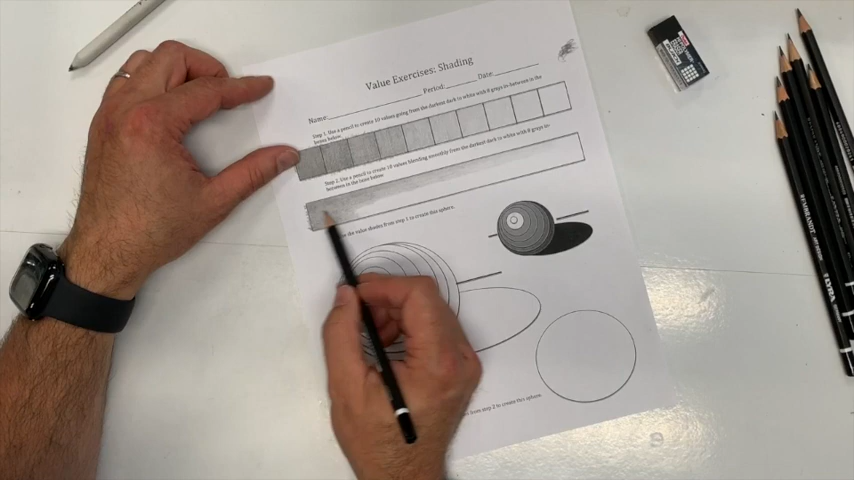 Value Exercises: Shading
Name: Period: Date:
Step 1. Use a pencil to create 10 values going from the darkest dark to white with 8 grays in-between in the
below.
Step 2. Use a pencil to create 10 values blending smoothly from the darkest dark to white with 8 grays in-
between in the
the value shades from step 1 to create this sphere.
from step 2 to create this sphere.
LYRA